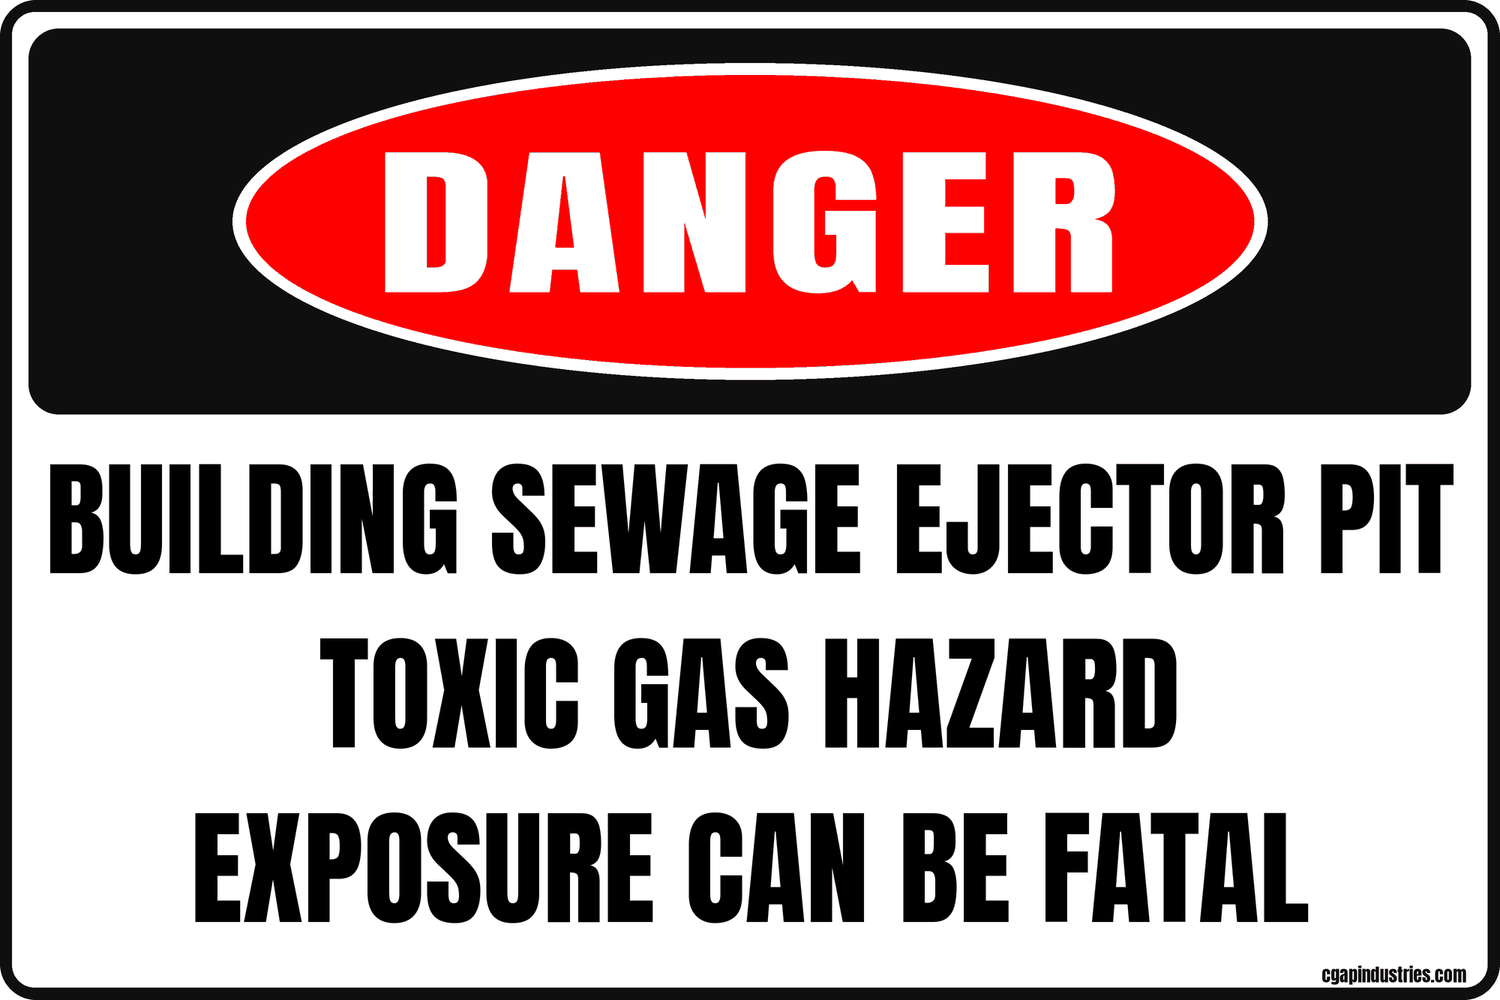 DANGER
BUILDING SEWAGE EJECTOR PIT
TOXIC GAS HAZARD
EXPOSURE CAN BE FATAL
cgapindustries.com